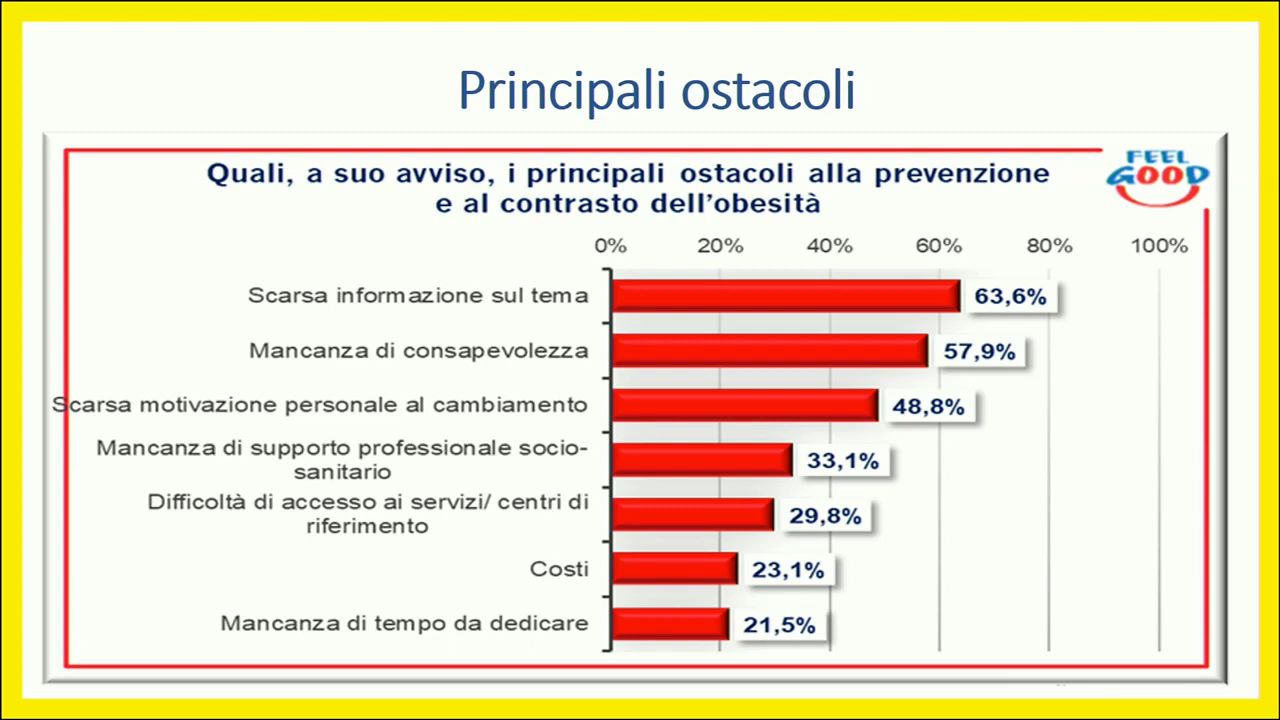 Principali ostacoli
Quali, a suo avviso, i principali ostacoli alla prevenzione
e al contrasto dell'obesità
FEEL
GOOD
0% 20% 40% 60% 80% 100%
Scarsa informazione sul tema 63,6%
Mancanza di consapevolezza 57,9%
Scarsa motivazione personale al cambiamento 48,8%
Mancanza di supporto professionale socio-
sanitario 33,1%
Difficoltà di accesso ai servizi/ centri di
riferimento 29,8%
Costi 23,1%
Mancanza di tempo da dedicare 21,5%